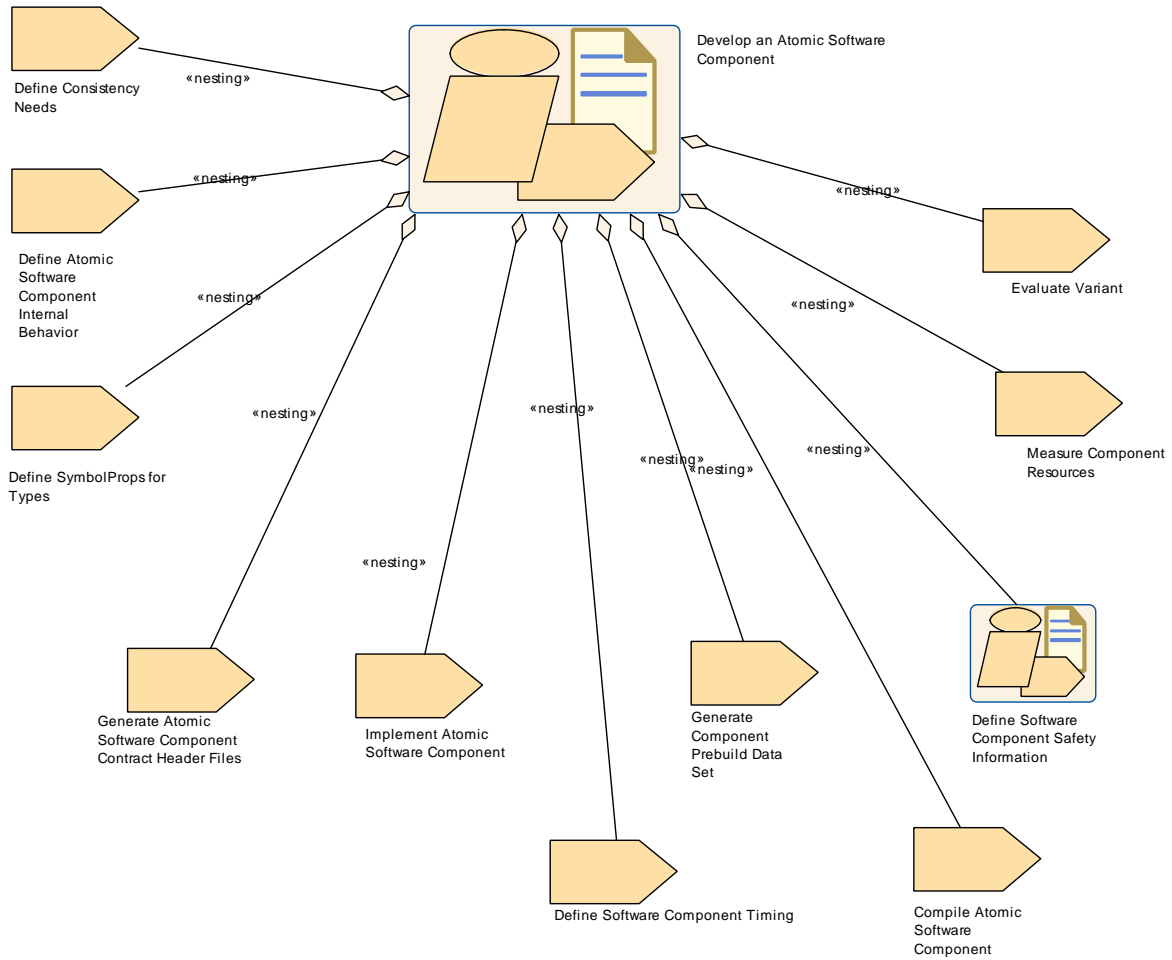 Develop an Atomic Software
Component
«nesting»
Define Consistency
Needs
«nesting»
«nesting»
Define Atomic
Software
Component
Internal
Behavior
Evaluate Variant
«nesting»
«nesting»
«nesting»
«nesting»
Measure Component
Resources
«nesting»
«nesting»
«nesting»
Define SymbolProps for
Types
«nesting»
Generate Atomic
Software Component
Contract Header Files
Implement Atomic
Software Component
Generate
Component
Prebuild Data
Set
Define Software
Component Safety
Information
Define Software Component Timing
Compile Atomic
Software
Component